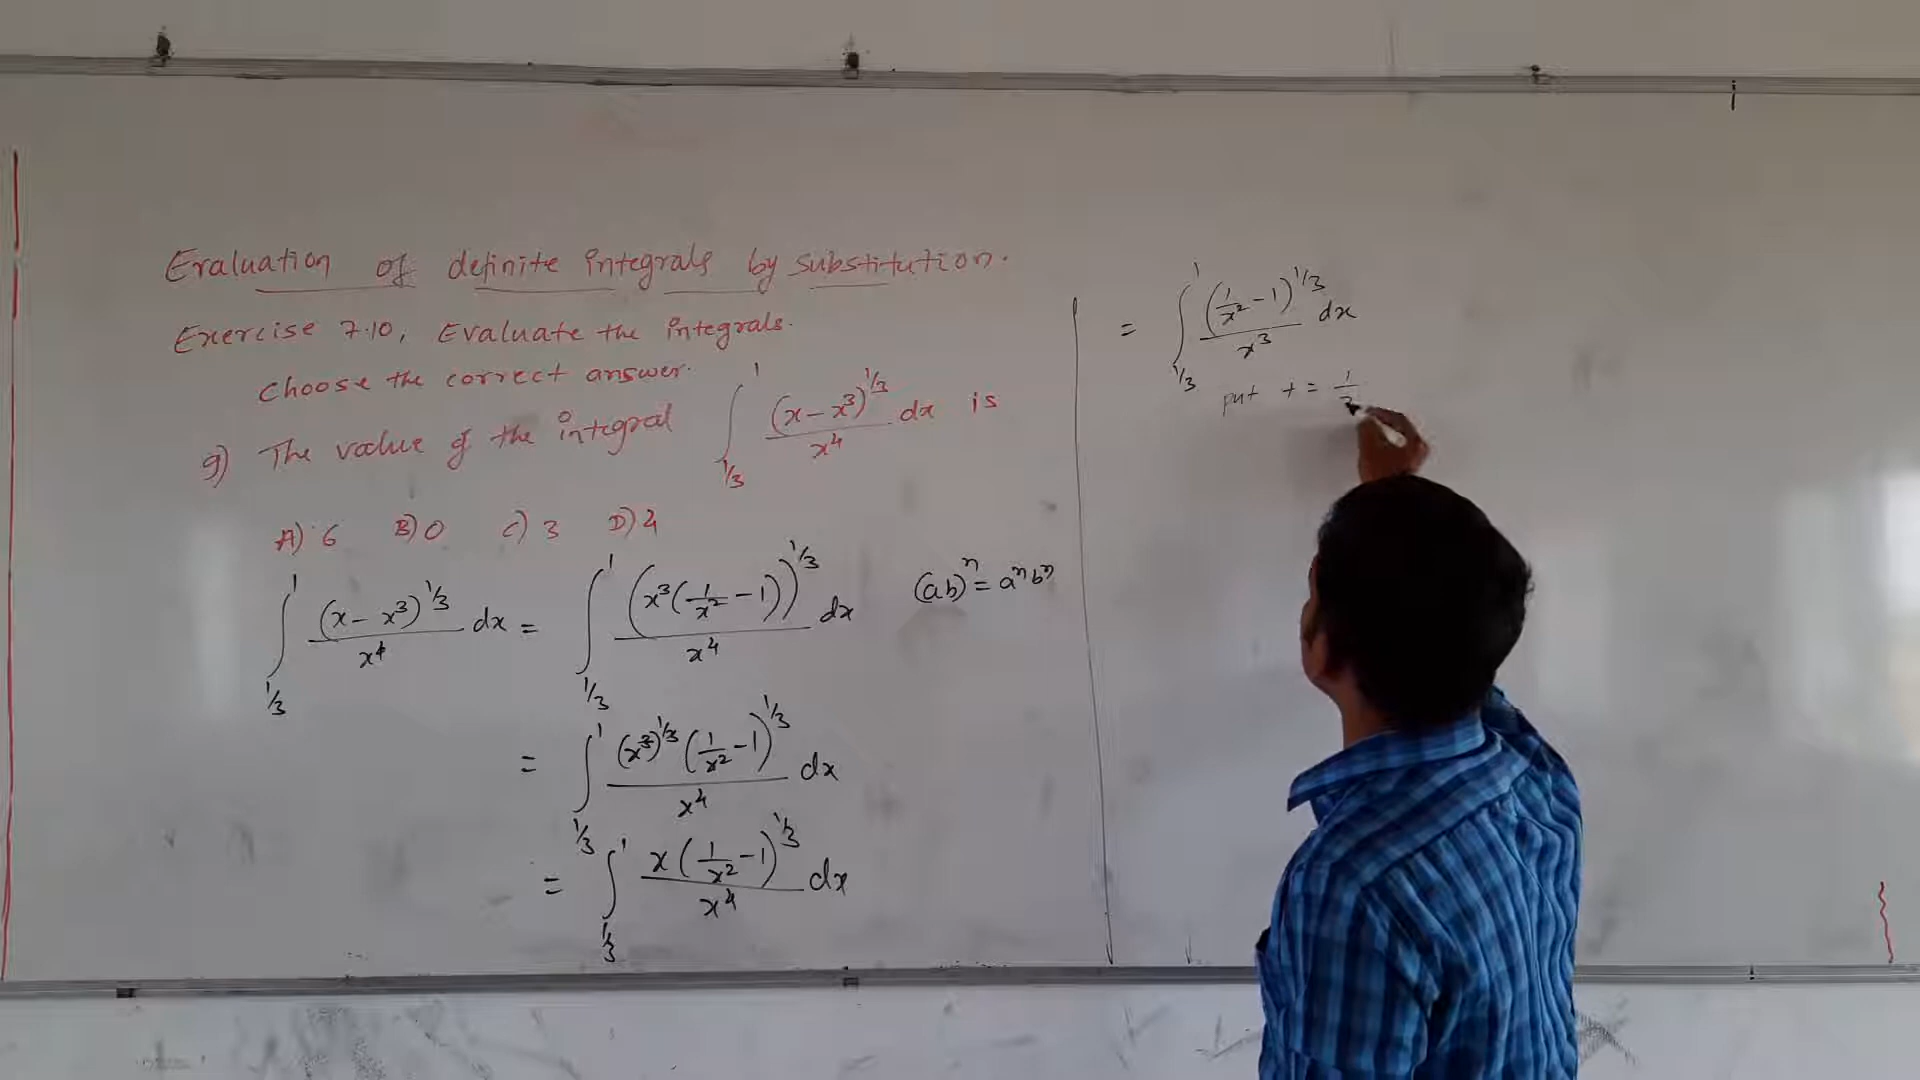 Evaluation of definite integrals by substitution.
Exercise 7.10, Evaluate the integrals.
choose the correct answer.
9) The value of the integral ∫_{1/3}^{1} (x-x³)^{1/3}/x⁴ dx is
A) 6 B) 0 C) 3 D) 4
∫_{1/3}^{1} (x-x³)^{1/3}/x⁴ dx = ∫_{1/3}^{1} (x³(1/x² -1))^{1/3}/x⁴ dx (ab)ⁿ = aⁿbⁿ
= ∫_{1/3}^{1} (x³)^{1/3} (1/x² -1)^{1/3}/x⁴ dx
= ∫_{1/3}^{1} x(1/x² -1)^{1/3}/x⁴ dx
= ∫_{1/3}^{1} (1/x² -1)^{1/3}/x³ dx
put t = 1/